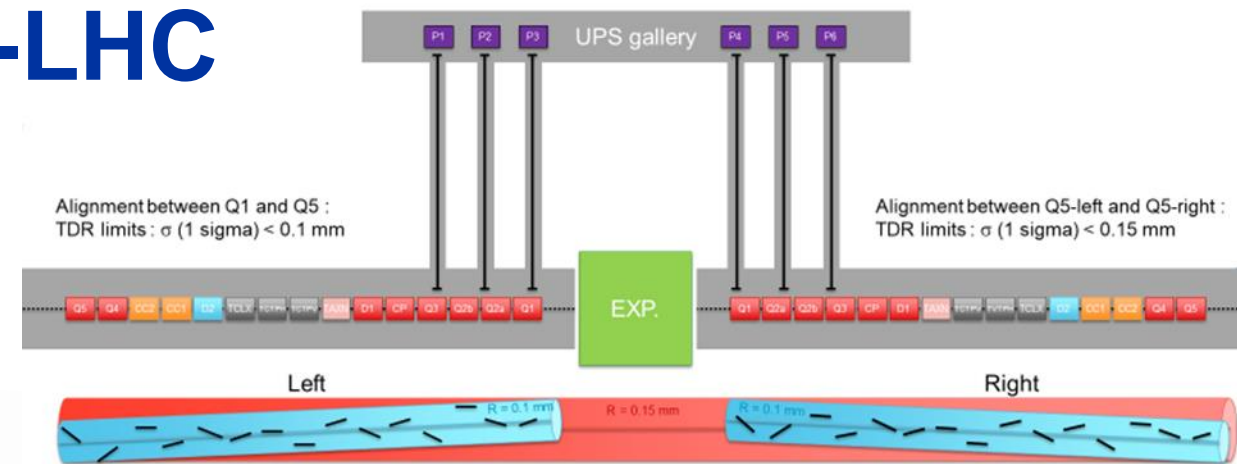 -LHC
P1 P2 P3 UPS gallery P4 P5 P6
Alignment between Q1 and Q5 :
TDR limits : σ (1 sigma) < 0.1 mm
Alignment between Q5-left and Q5-right :
TDR limits : σ (1 sigma) < 0.15 mm
Q5 Q4 CC2 CC1 D2 TCLX TAXN D1 CP Q3 Q2b Q2a Q1 EXP. Q1 Q2a Q2b Q3 CP D1 TAXN TCLX D2 CC1 CC2 Q4 Q5
Left Right
R = 0.1 mm R = 0.15 mm R = 0.1 mm